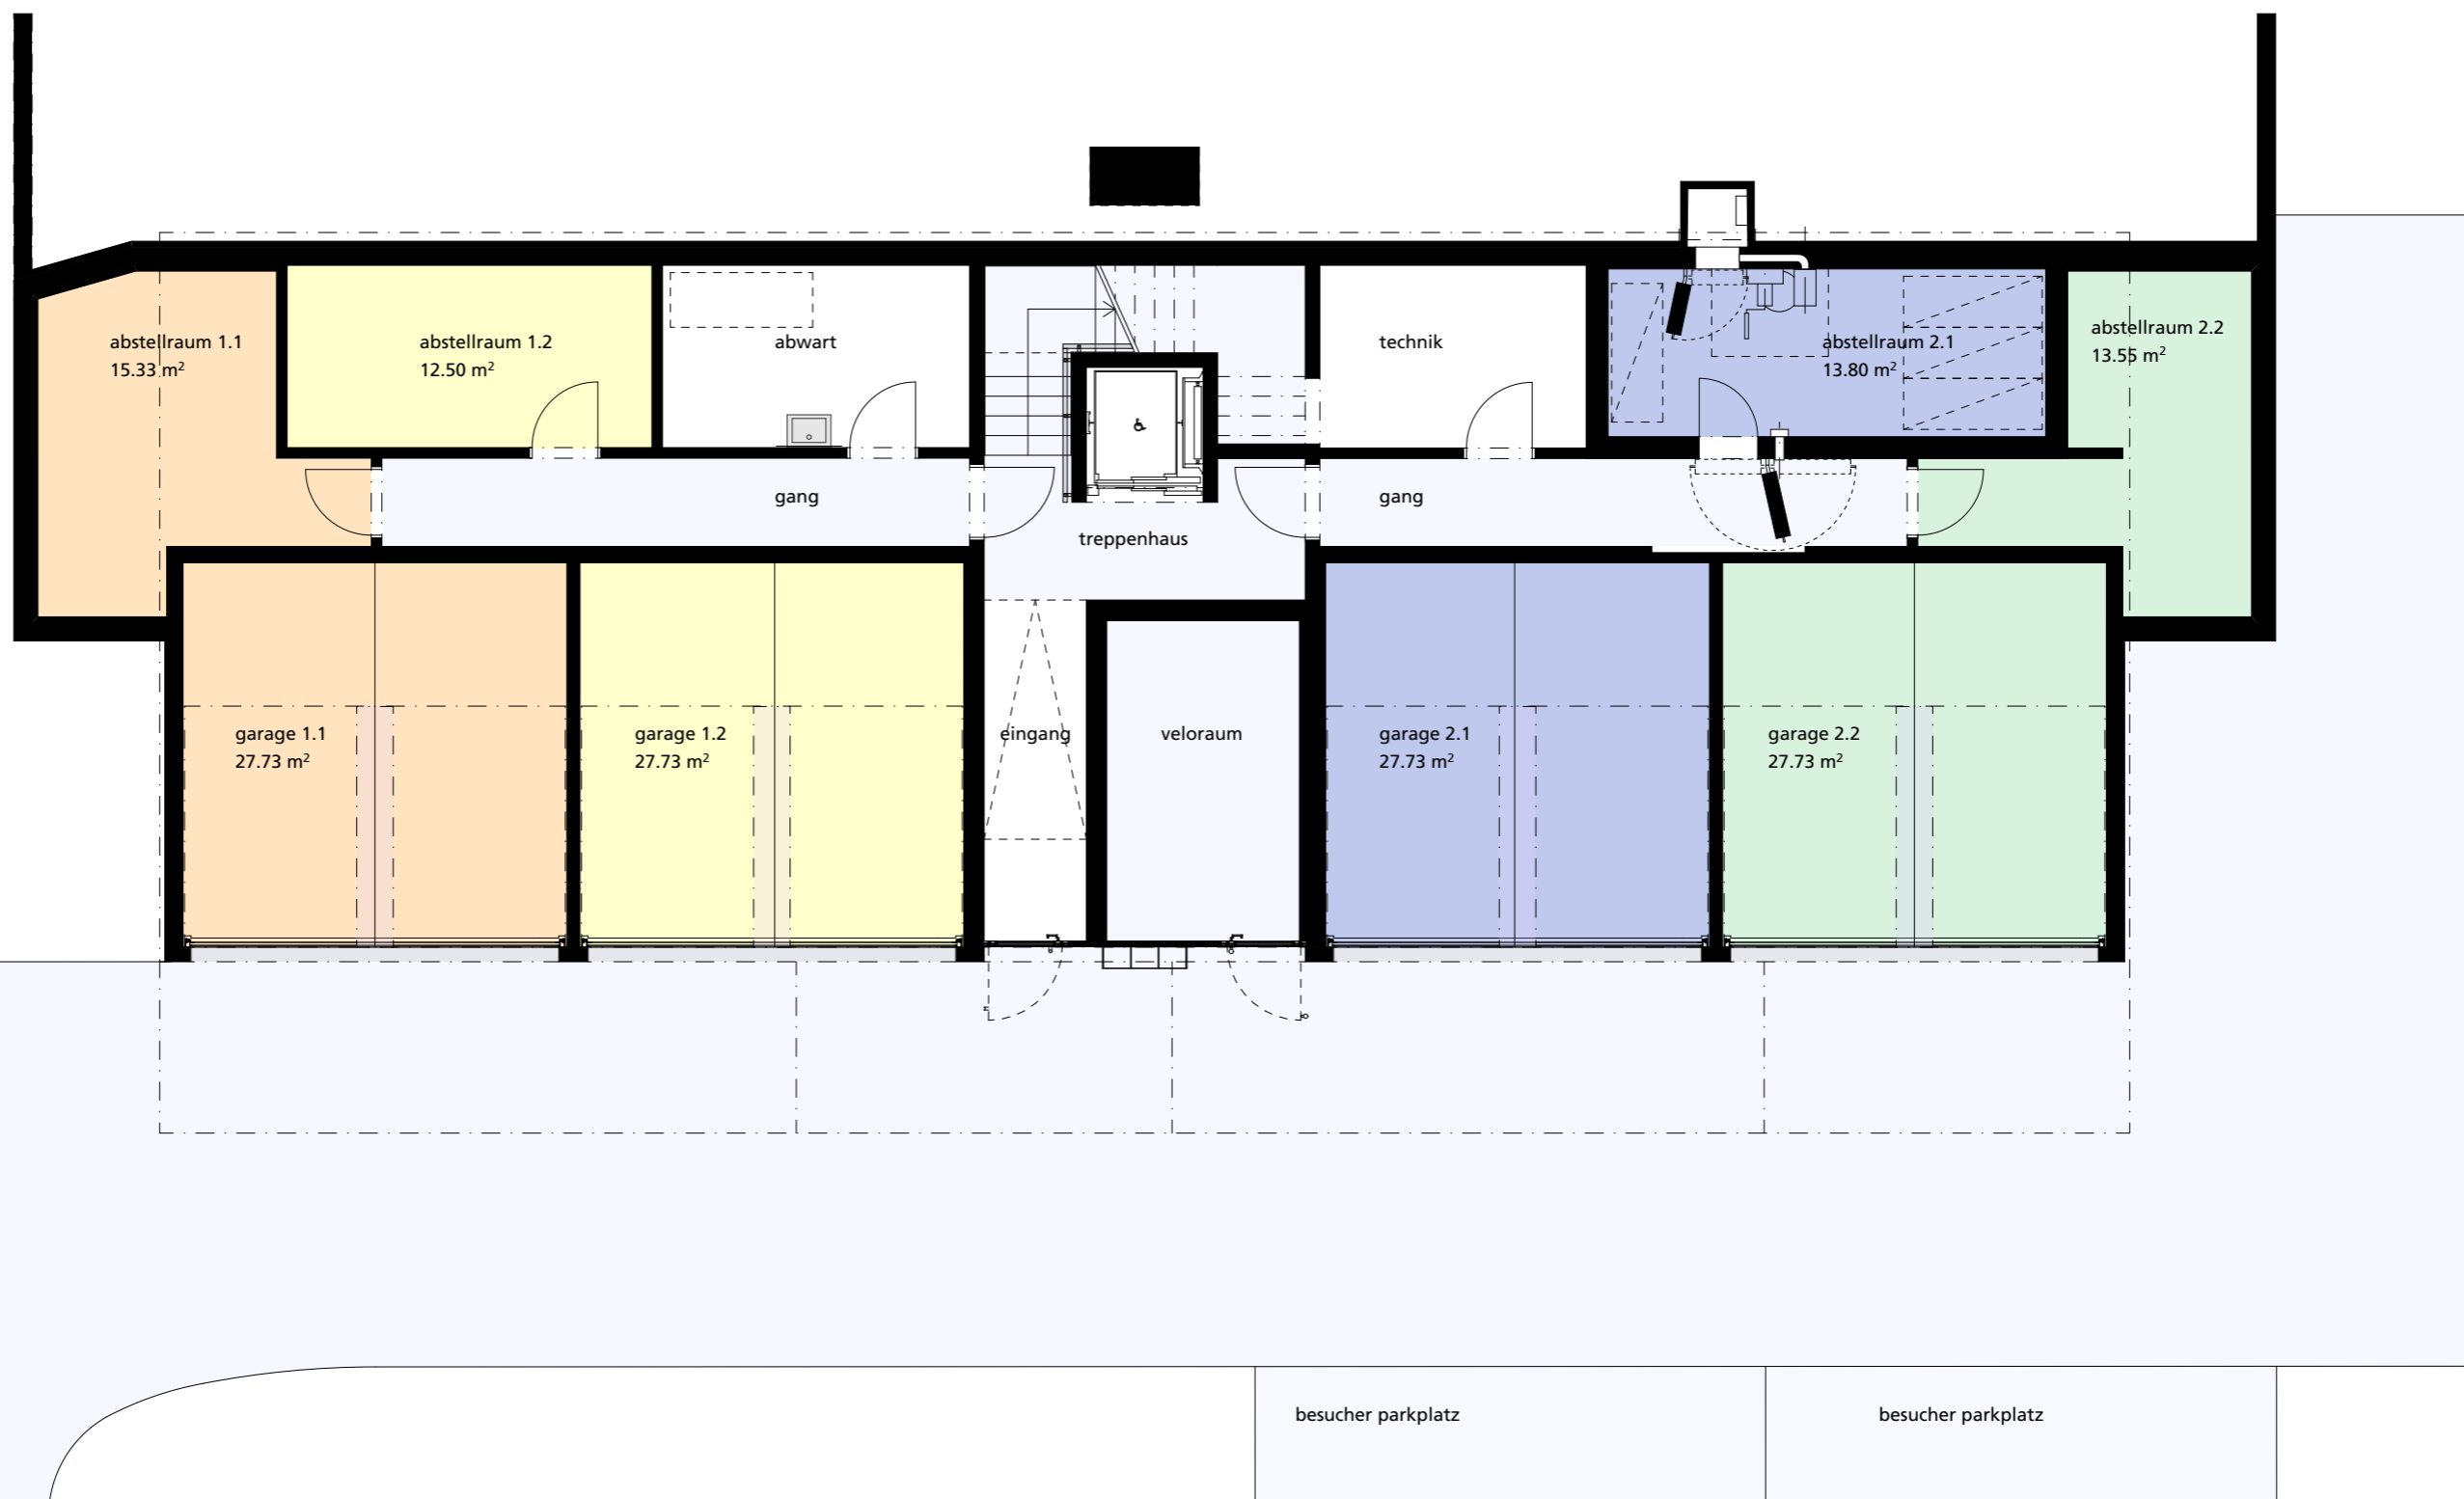 abstellraum 1.1
15.33 m²
abstellraum 1.2
12.50 m²
abwart
technik
abstellraum 2.1
13.80 m²
abstellraum 2.2
13.55 m²
gang
treppenhaus
gang
garage 1.1
27.73 m²
garage 1.2
27.73 m²
eingang
veloraum
garage 2.1
27.73 m²
garage 2.2
27.73 m²
besucher parkplatz
besucher parkplatz